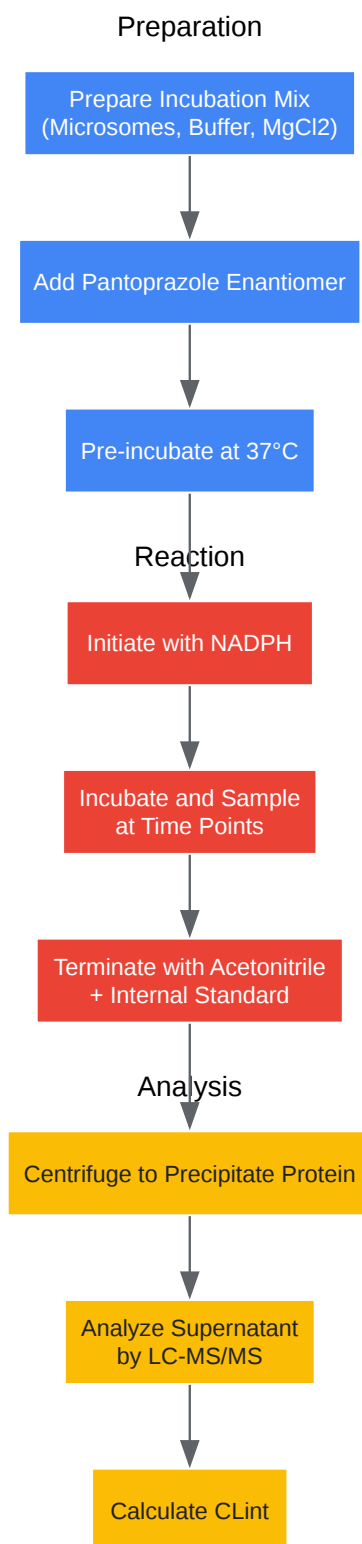 Preparation
Prepare Incubation Mix
(Microsomes, Buffer, MgCl2)
Add Pantoprazole Enantiomer
Pre-incubate at 37°C
Reaction
Initiate with NADPH
Incubate and Sample
at Time Points
Terminate with Acetonitrile
+ Internal Standard
Analysis
Centrifuge to Precipitate Protein
Analyze Supernatant
by LC-MS/MS
Calculate CLint